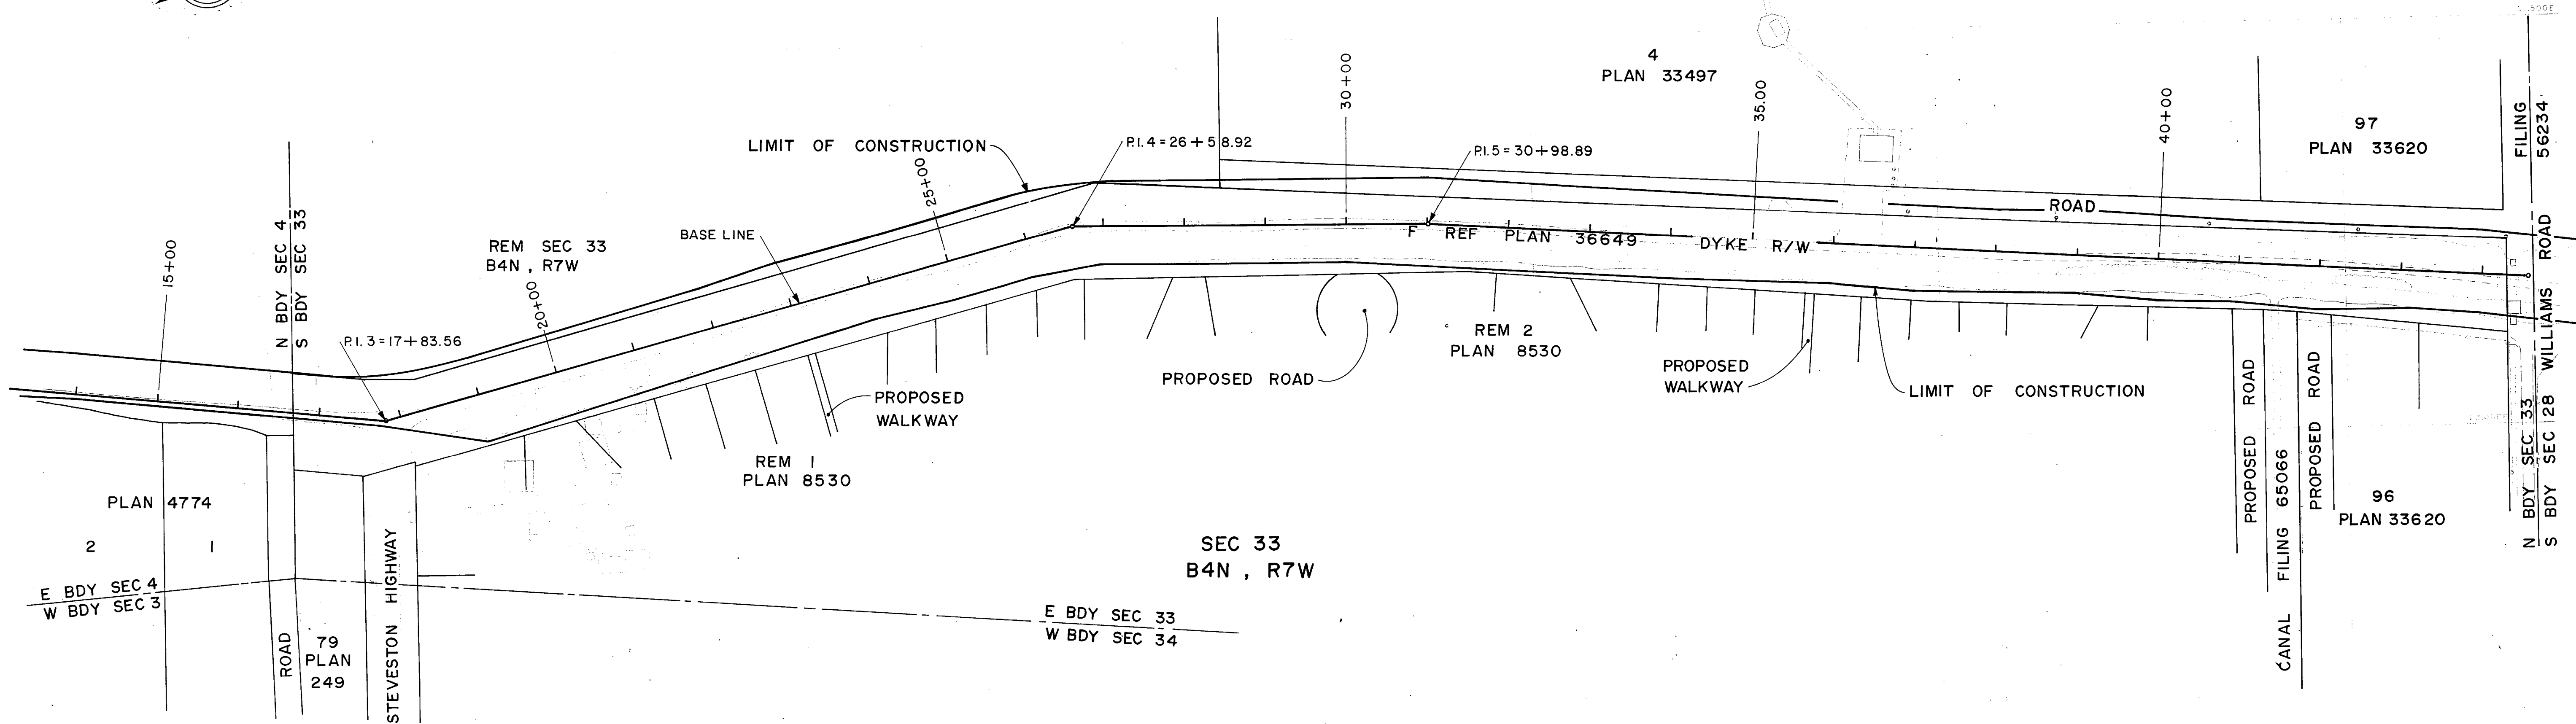 4
PLAN 33497
30+00
35.00
40+00
97
PLAN 33620
FILING
56234
LIMIT OF CONSTRUCTION
P.I. 4 = 26 + 58.92
P.I. 5 = 30+98.89
25+00
ROAD
N BDY SEC 4
S BDY SEC 33
15+00
REM SEC 33
B4N , R7W
BASE LINE
F REF PLAN 36649 DYKE R/W
WILLIAMS ROAD
20+00
P.I. 3 = 17+83.56
REM 2
PLAN 8530
PROPOSED ROAD
PROPOSED
WALKWAY
PROPOSED
WALKWAY
LIMIT OF CONSTRUCTION
PROPOSED ROAD
CANAL FILING 65066
PROPOSED ROAD
N BDY SEC 33
S BDY SEC 28
REM 1
PLAN 8530
96
PLAN 33620
PLAN 4774
2
1
SEC 33
B4N , R7W
E BDY SEC 4
W BDY SEC 3
E BDY SEC 33
W BDY SEC 34
ROAD
79
PLAN
249
STEVESTON HIGHWAY